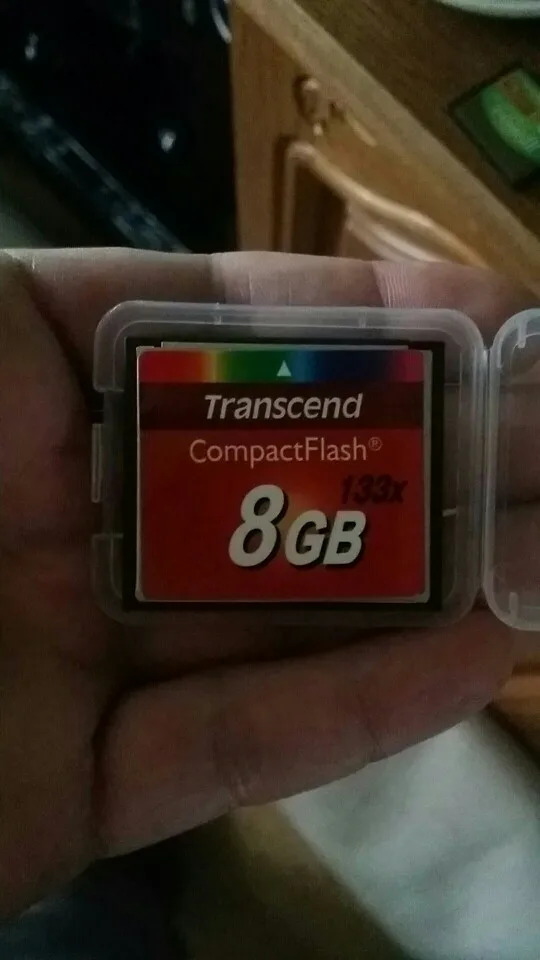 Transcend
CompactFlash®
133x
8GB